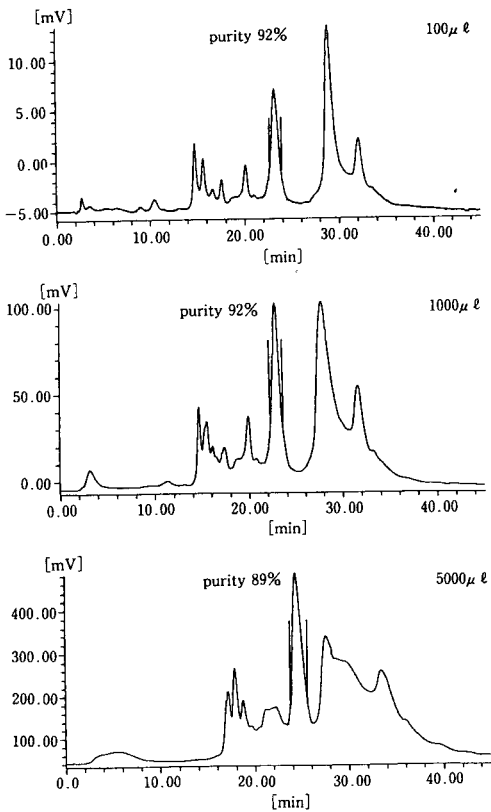 [mV]
purity 92%
100μ ℓ
10.00
5.00
0.00
−5.00
0.00 10.00 20.00 30.00 40.00
[min]
[mV]
purity 92%
1000μ ℓ
100.00
50.00
0.00
0.00 10.00 20.00 30.00 40.00
[min]
[mV]
purity 89%
5000μ ℓ
400.00
300.00
200.00
100.00
0.0 10.00 20.00 30.00 40.00
[min]